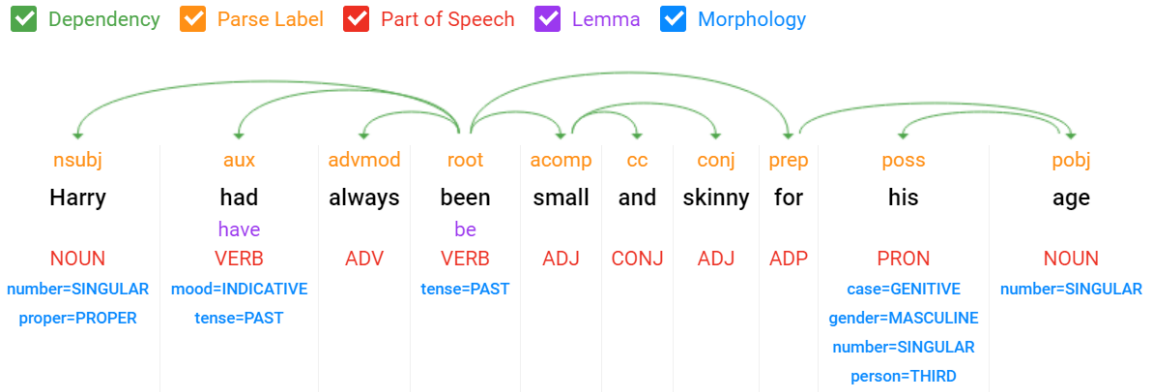 Dependency Parse Label Part of Speech Lemma Morphology
nsubj aux advmod root acomp cc conj prep poss pobj
Harry had always been small and skinny for his age
have be
NOUN VERB ADV VERB ADJ CONJ ADJ ADP PRON NOUN
number=SINGULAR mood=INDICATIVE tense=PAST case=GENITIVE number=SINGULAR
proper=PROPER tense=PAST gender=MASCULINE
number=SINGULAR
person=THIRD